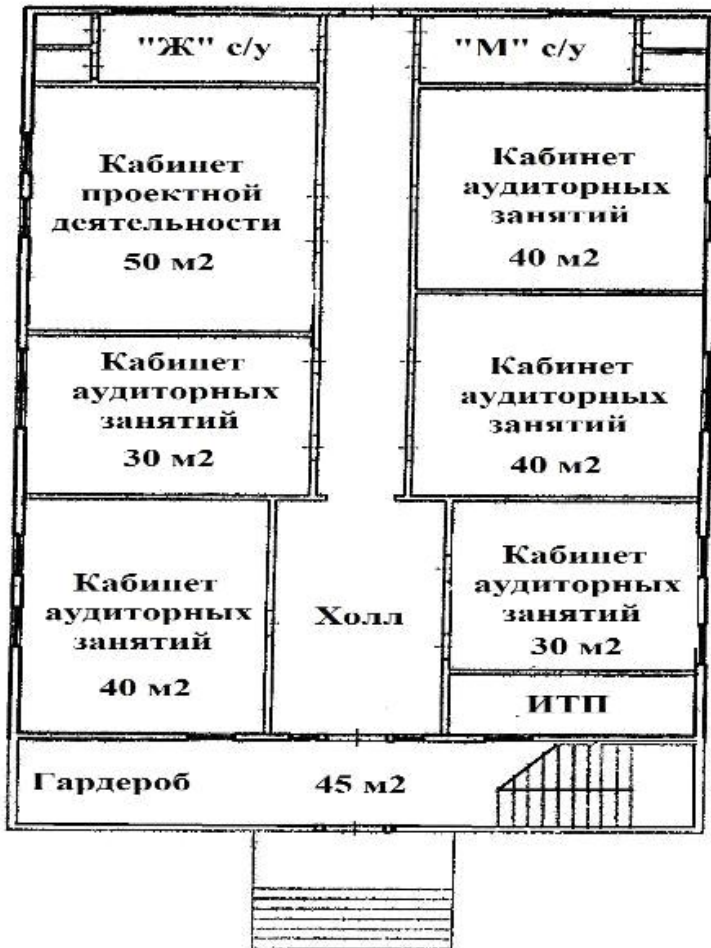 "Ж" с/у
"М" с/у
Кабинет
проектной
деятельности
50 м2
Кабинет
аудиторных
занятий
40 м2
Кабинет
аудиторных
занятий
30 м2
Кабинет
аудиторных
занятий
40 м2
Кабинет
аудиторных
занятий
40 м2
Холл
Кабинет
аудиторных
занятий
30 м2
ИТП
Гардероб 45 м2